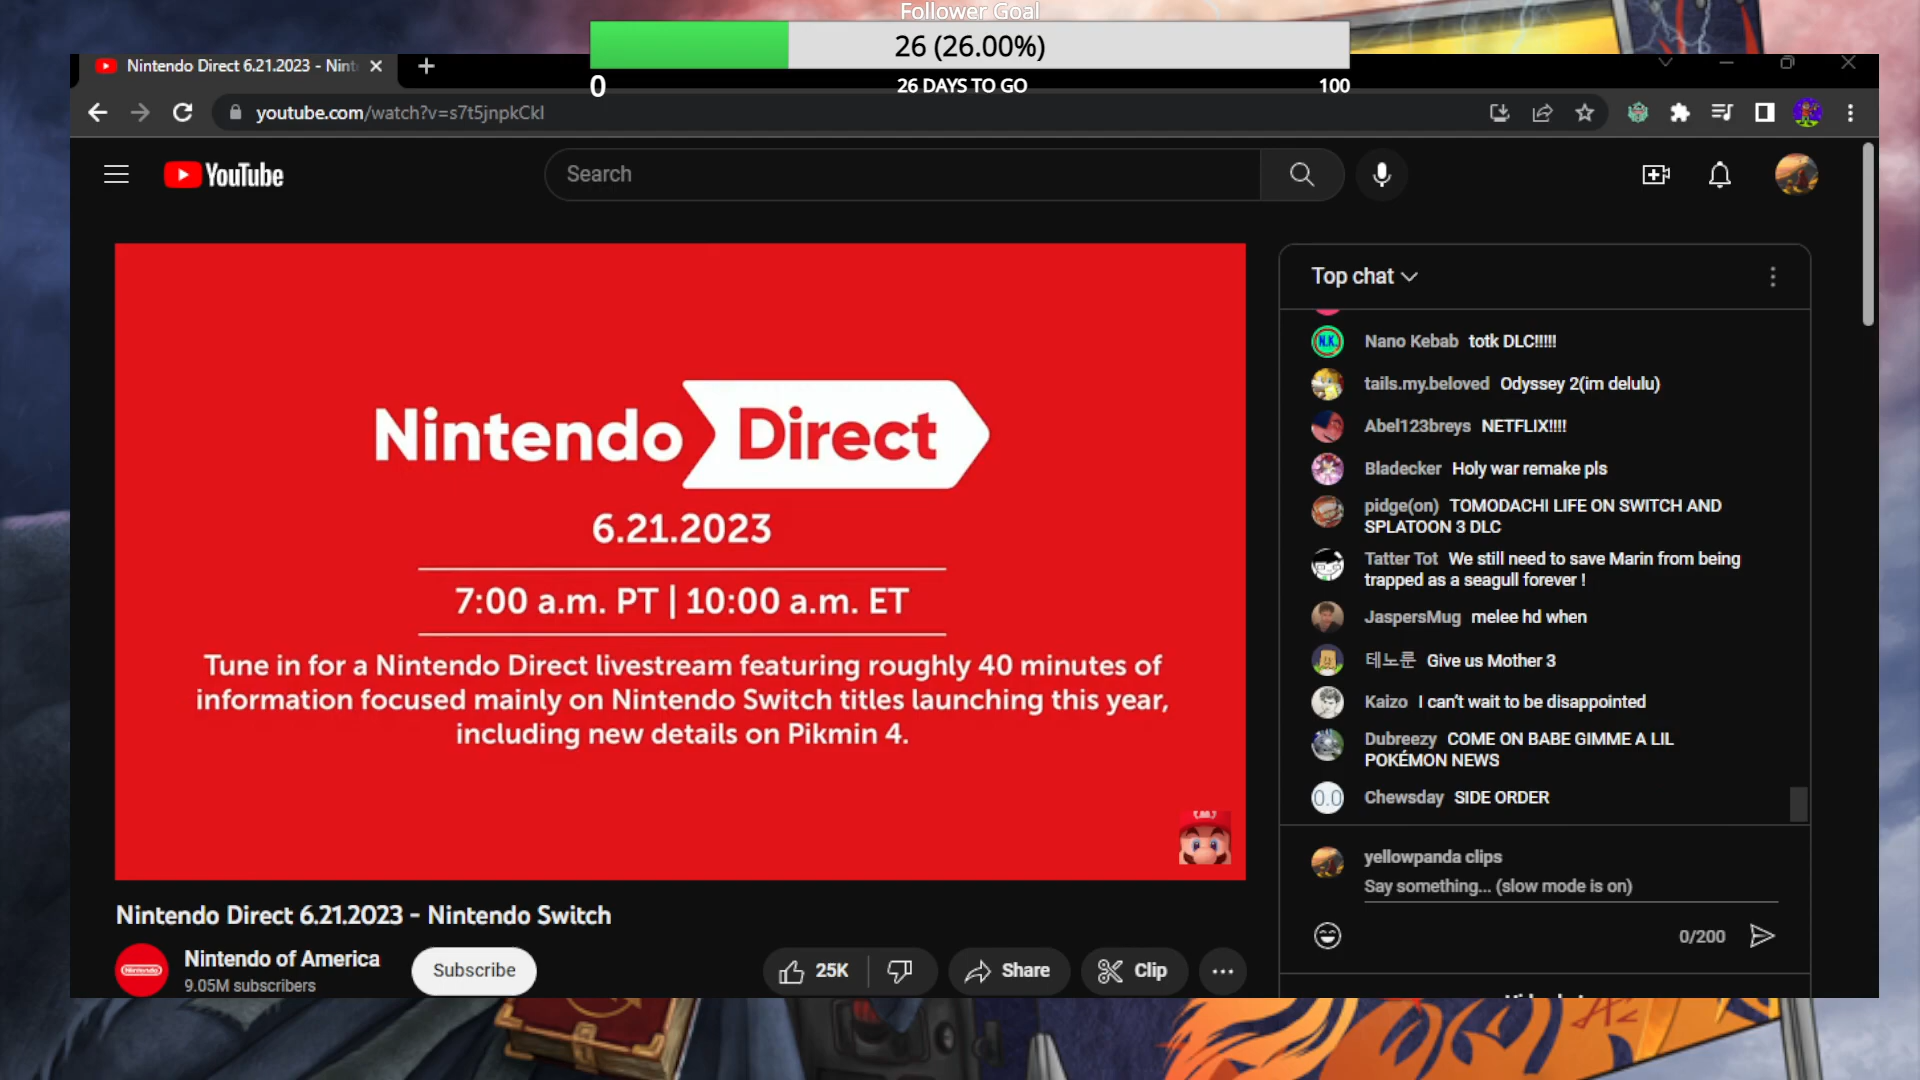 Follower Goal
26 (26.00%)
0
26 DAYS TO GO
100
Nintendo Direct 6.21.2023 - Nint
youtube.com/watch?v=s7t5jnpkCkI
YouTube
Search
Nintendo Direct
6.21.2023
7:00 a.m. PT | 10:00 a.m. ET
Tune in for a Nintendo Direct livestream featuring roughly 40 minutes of
information focused mainly on Nintendo Switch titles launching this year,
including new details on Pikmin 4.
Top chat
N.K.
Nano Kebab totk DLC!!!!!
tails.my.beloved Odyssey 2(im delulu)
Abel123breys NETFLIX!!!!
Bladecker Holy war remake pls
pidge(on) TOMODACHI LIFE ON SWITCH AND
SPLATOON 3 DLC
Tatter Tot We still need to save Marin from being
trapped as a seagull forever !
JaspersMug melee hd when
테노룬 Give us Mother 3
Kaizo I can't wait to be disappointed
Dubreezy COME ON BABE GIMME A LIL
POKÉMON NEWS
0.0
Chewsday SIDE ORDER
yellowpanda clips
Say something... (slow mode is on)
0/200
Nintendo Direct 6.21.2023 - Nintendo Switch
Nintendo
Nintendo of America
9.05M subscribers
Subscribe
25K
Share
Clip